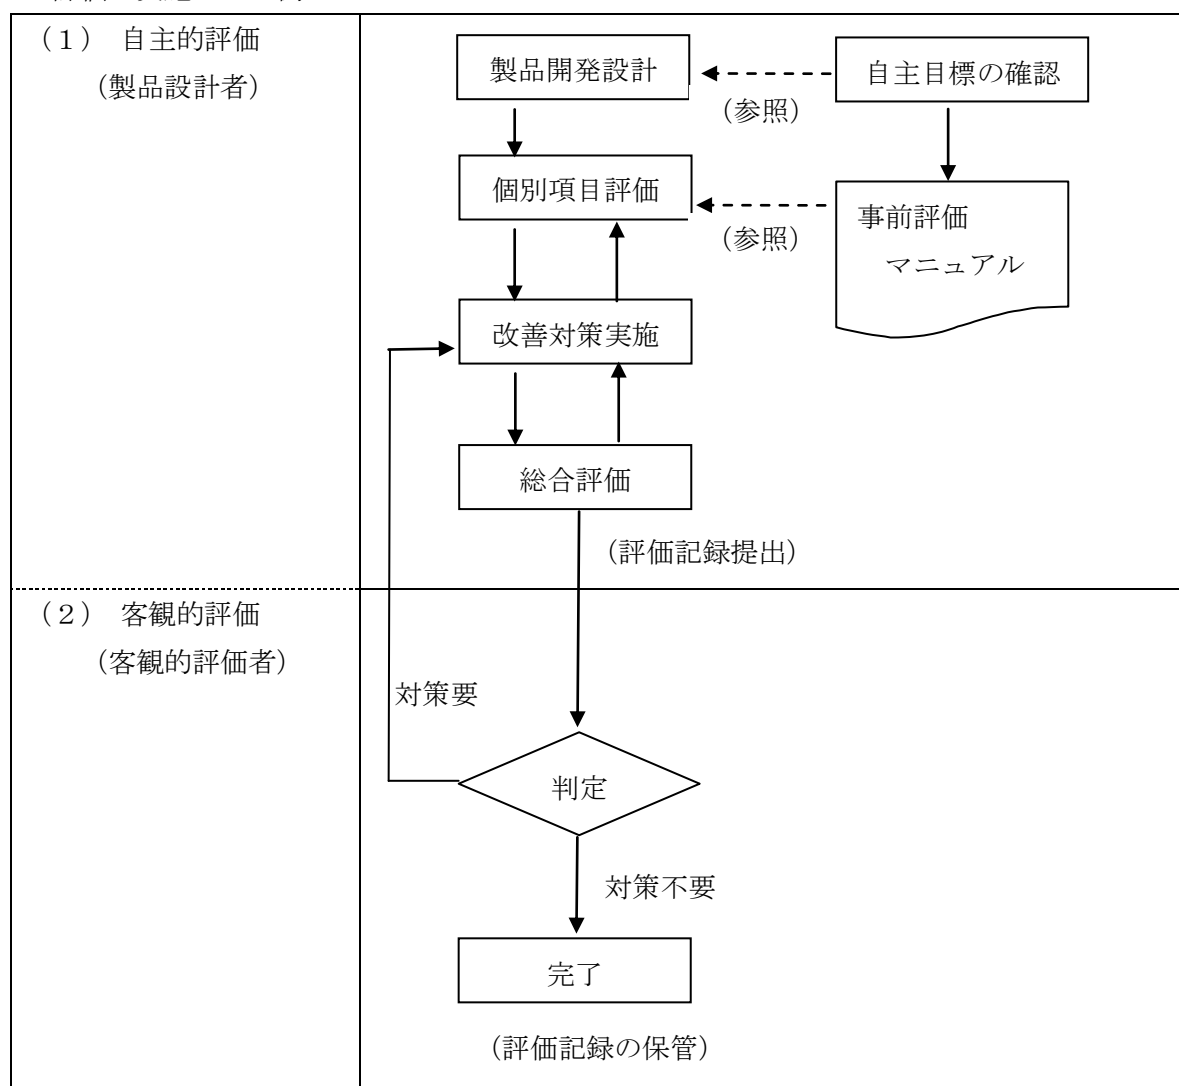 （１） 自主的評価
（製品設計者）
製品開発設計
自主目標の確認
（参照）
個別項目評価
事前評価
マニュアル
（参照）
改善対策実施
総合評価
（評価記録提出）
（２） 客観的評価
（客観的評価者）
対策要
判定
対策不要
完了
（評価記録の保管）